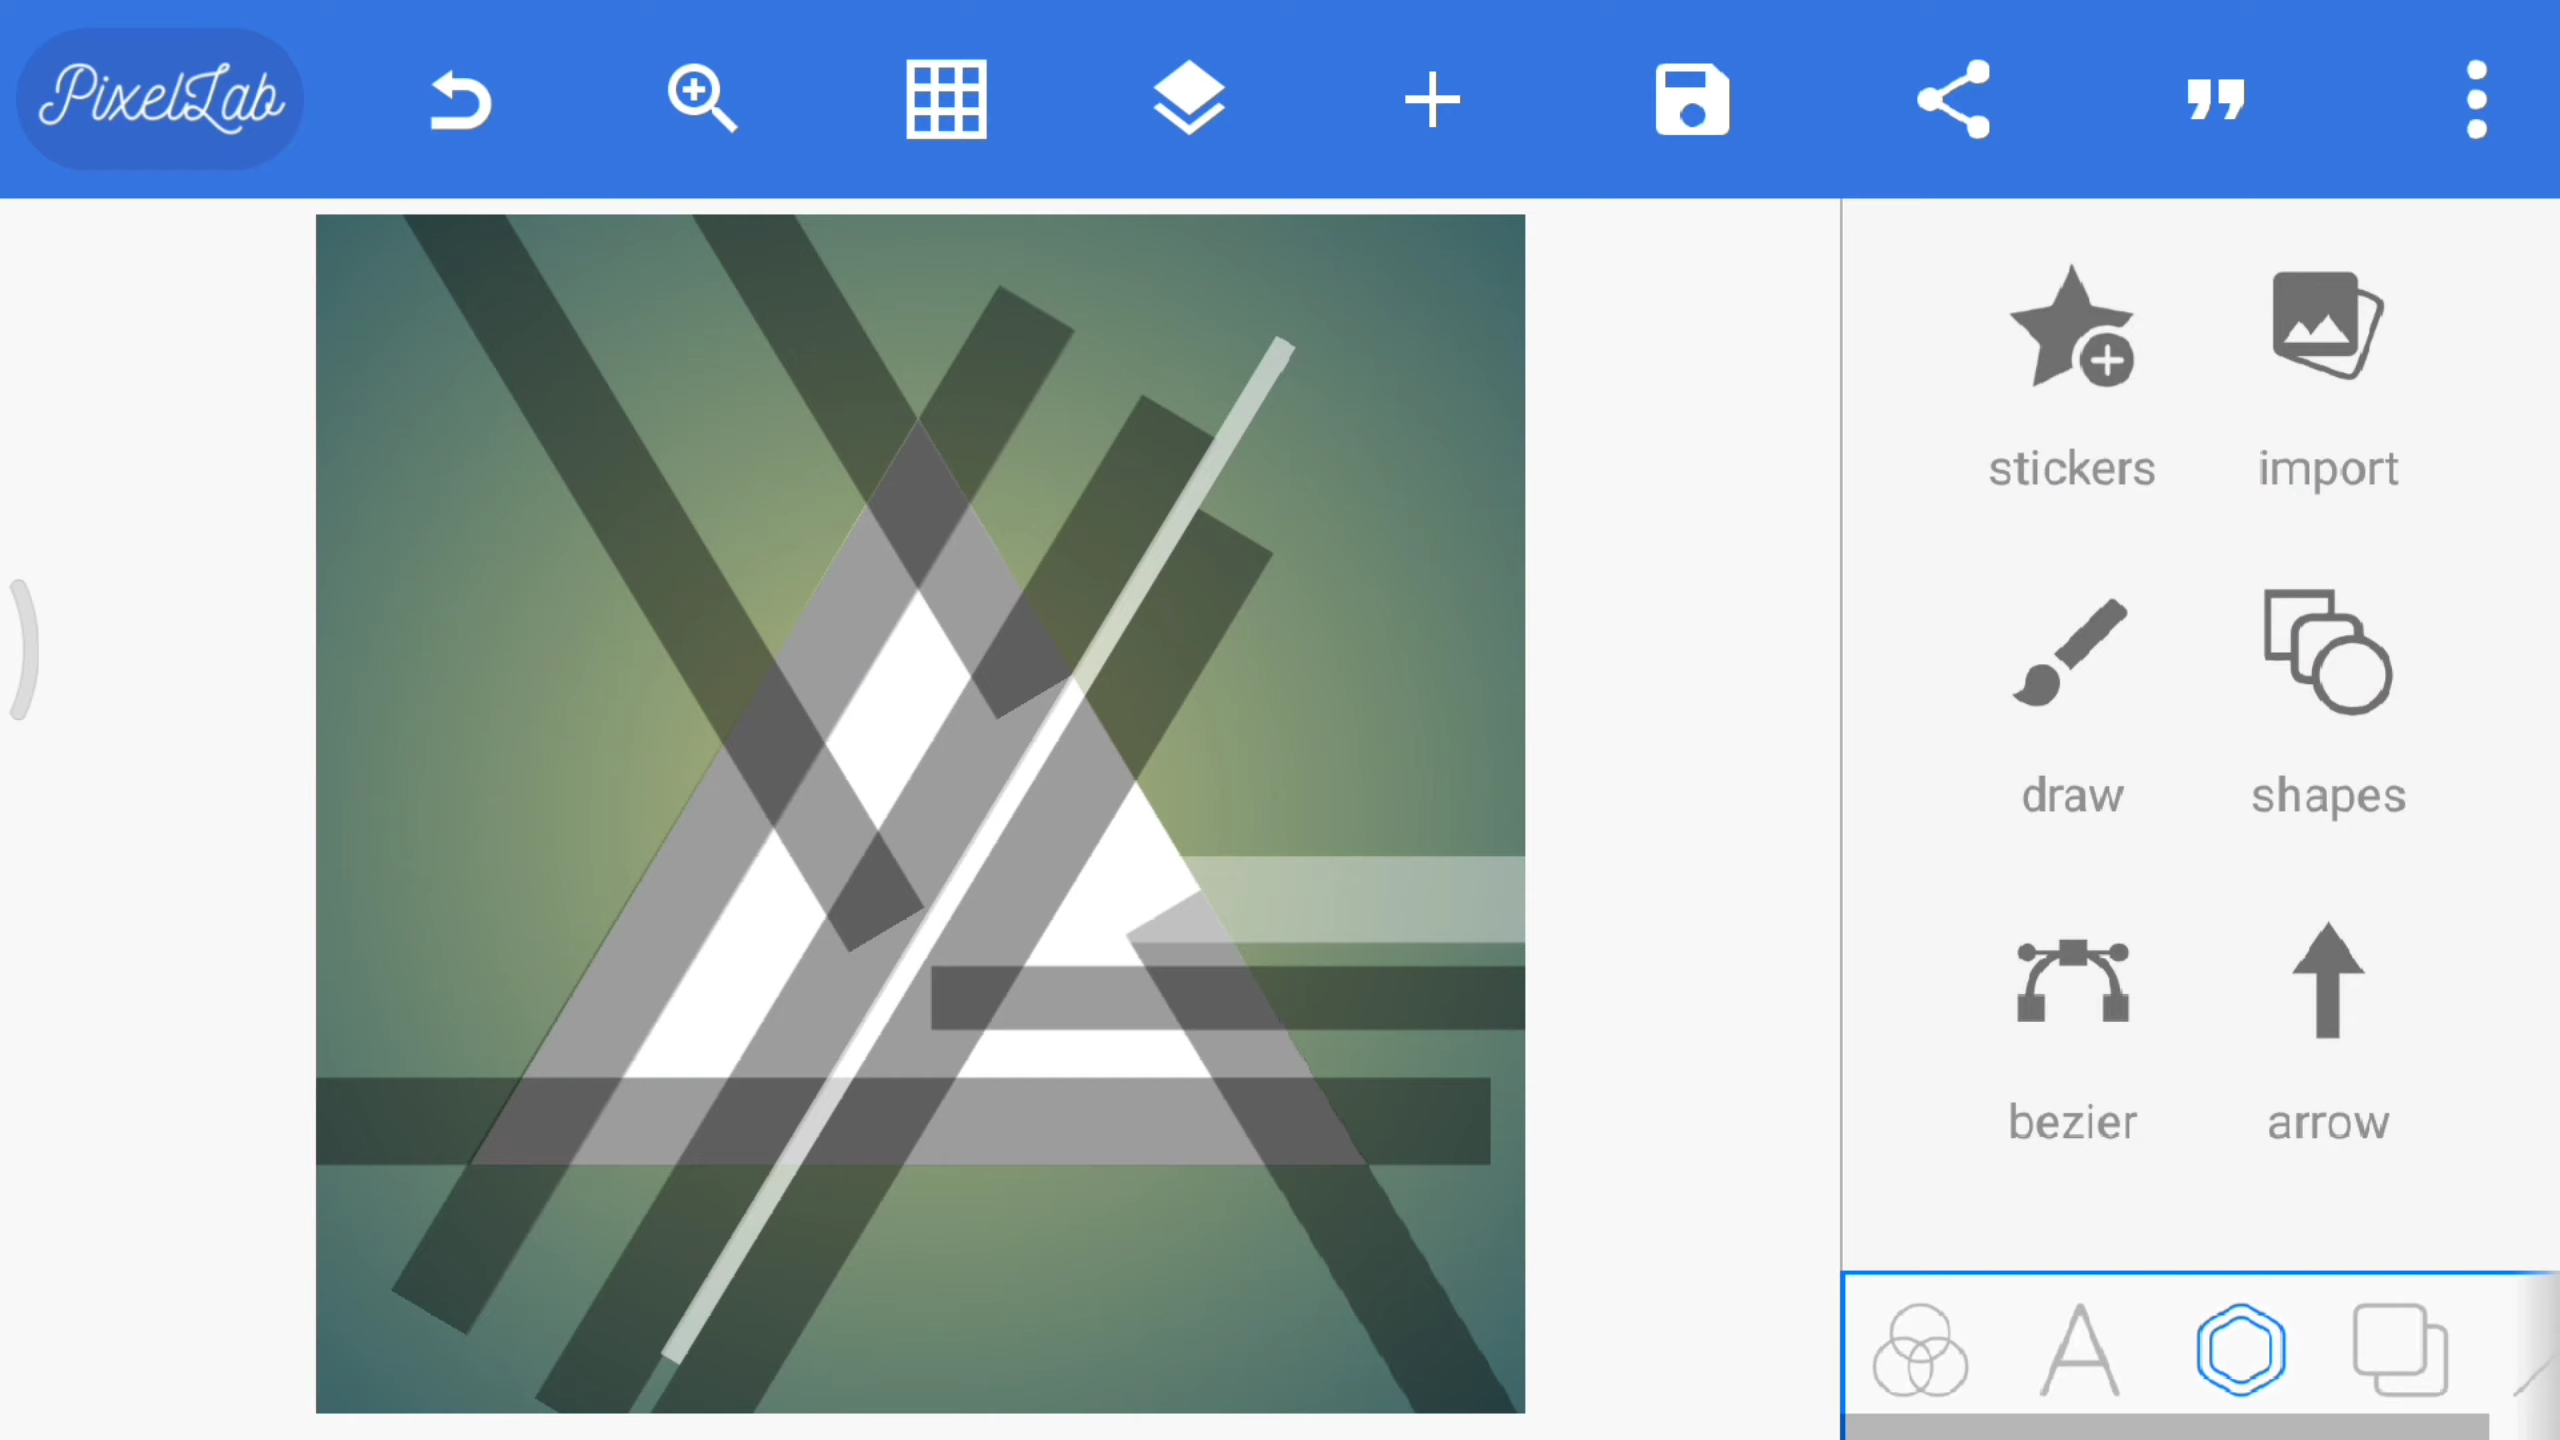 PixelLab
stickers
import
draw
shapes
bezier
arrow